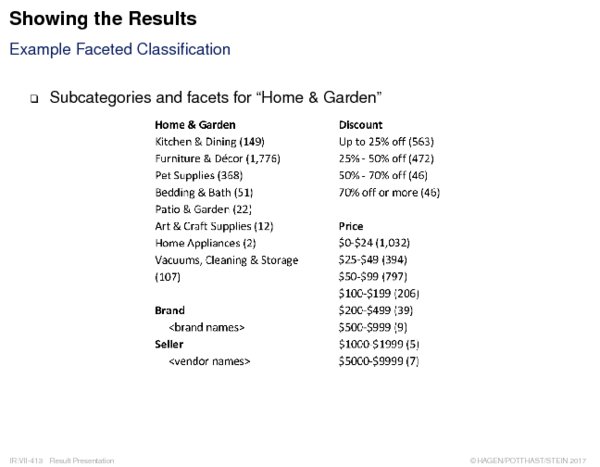 Showing the Results
Example Faceted Classification
❑ Subcategories and facets for “Home & Garden”
Home & Garden
Kitchen & Dining (149)
Furniture & Décor (1,776)
Pet Supplies (368)
Bedding & Bath (51)
Patio & Garden (22)
Art & Craft Supplies (12)
Home Appliances (2)
Vacuums, Cleaning & Storage
(107)
Brand
<brand names>
Seller
<vendor names>
Discount
Up to 25% off (563)
25% - 50% off (472)
50% - 70% off (46)
70% off or more (46)
Price
$0-$24 (1,032)
$25-$49 (394)
$50-$99 (797)
$100-$199 (206)
$200-$499 (39)
$500-$999 (9)
$1000-$1999 (5)
$5000-$9999 (7)
IR:VII-413 Result Presentation
© HAGEN/POTTHAST/STEIN 2017